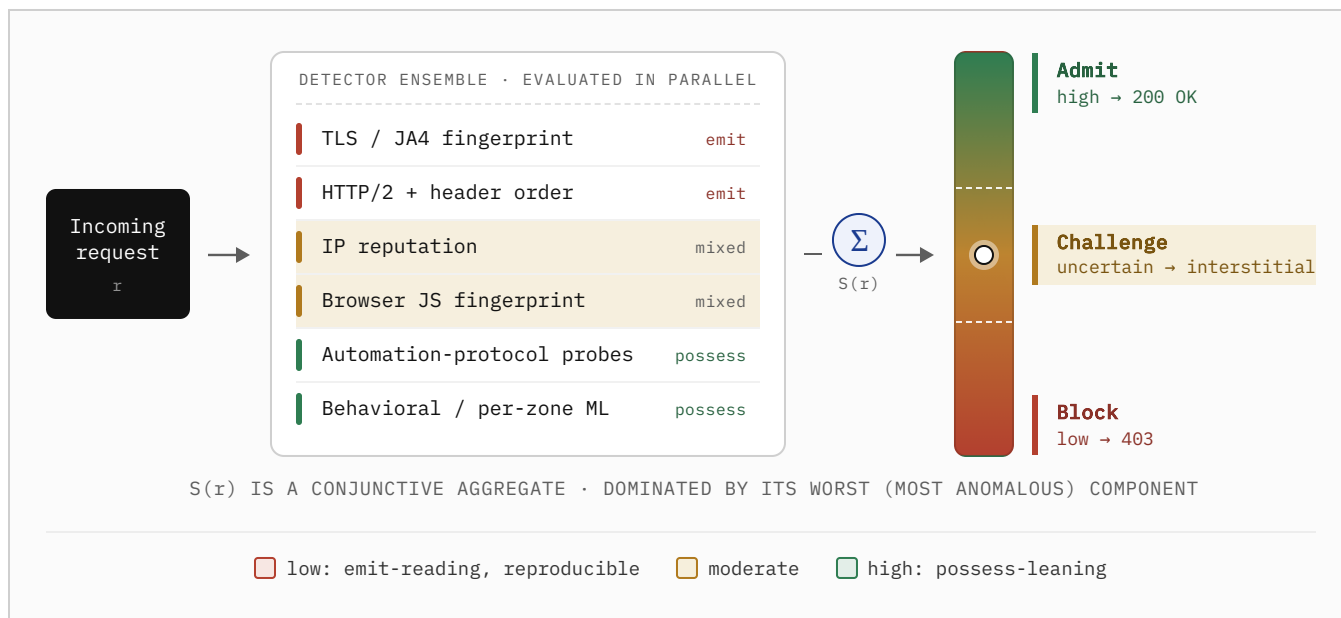 DETECTOR ENSEMBLE · EVALUATED IN PARALLEL
Incoming
request
r
TLS / JA4 fingerprint emit
HTTP/2 + header order emit
IP reputation mixed
Browser JS fingerprint mixed
Automation-protocol probes possess
Behavioral / per-zone ML possess
Σ
S(r)
Admit
high → 200 OK
Challenge
uncertain → interstitial
Block
low → 403
S(r) IS A CONJUNCTIVE AGGREGATE · DOMINATED BY ITS WORST (MOST ANOMALOUS) COMPONENT
low: emit-reading, reproducible moderate high: possess-leaning